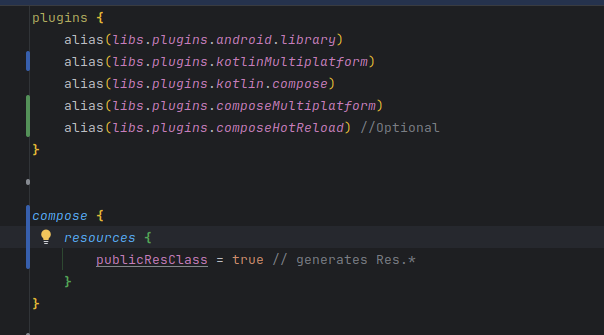 plugins {
alias(libs.plugins.android.library)
alias(libs.plugins.kotlinMultiplatform)
alias(libs.plugins.kotlin.compose)
alias(libs.plugins.composeMultiplatform)
alias(libs.plugins.composeHotReload) //Optional
}
compose {
resources {
publicResClass = true // generates Res.*
}
}